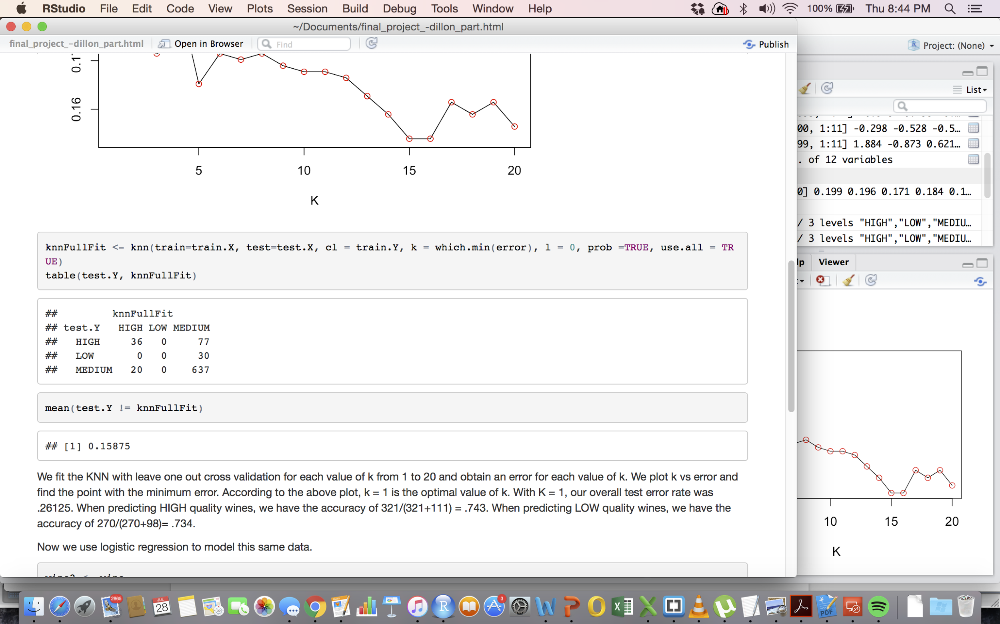 RStudio File Edit Code View Plots Session Build Debug Tools Window Help 100% Thu 8:44 PM
~/Documents/final_project_-dillon_part.html
final_project_-dillon_part.html Open in Browser Find Publish
Project: (None)
0.16
5 10 15 20
K
knnFullFit <- knn(train=train.X, test=test.X, cl = train.Y, k = which.min(error), l = 0, prob =TRUE, use.all = TR
UE)
table(test.Y, knnFullFit)
##         knnFullFit
## test.Y   HIGH LOW MEDIUM
##   HIGH     36   0     77
##   LOW       0   0     30
##   MEDIUM   20   0    637
mean(test.Y != knnFullFit)
## [1] 0.15875
We fit the KNN with leave one out cross validation for each value of k from 1 to 20 and obtain an error for each value of k. We plot k vs error and
find the point with the minimum error. According to the above plot, k = 1 is the optimal value of k. With K = 1, our overall test error rate was
.26125. When predicting HIGH quality wines, we have the accuracy of 321/(321+111) = .743. When predicting LOW quality wines, we have the
accuracy of 270/(270+98)= .734.
Now we use logistic regression to model this same data.
List
00, 1:11] -0.298 -0.528 -0.5…
99, 1:11] 1.884 -0.873 0.621…
. of 12 variables
0] 0.199 0.196 0.171 0.184 0.1…
/ 3 levels "HIGH","LOW","MEDIU…
/ 3 levels "HIGH","LOW","MEDIU…
lp Viewer
10 15 20
K
2865
JUL
28
PAGES
R
3
W P O X
PDF